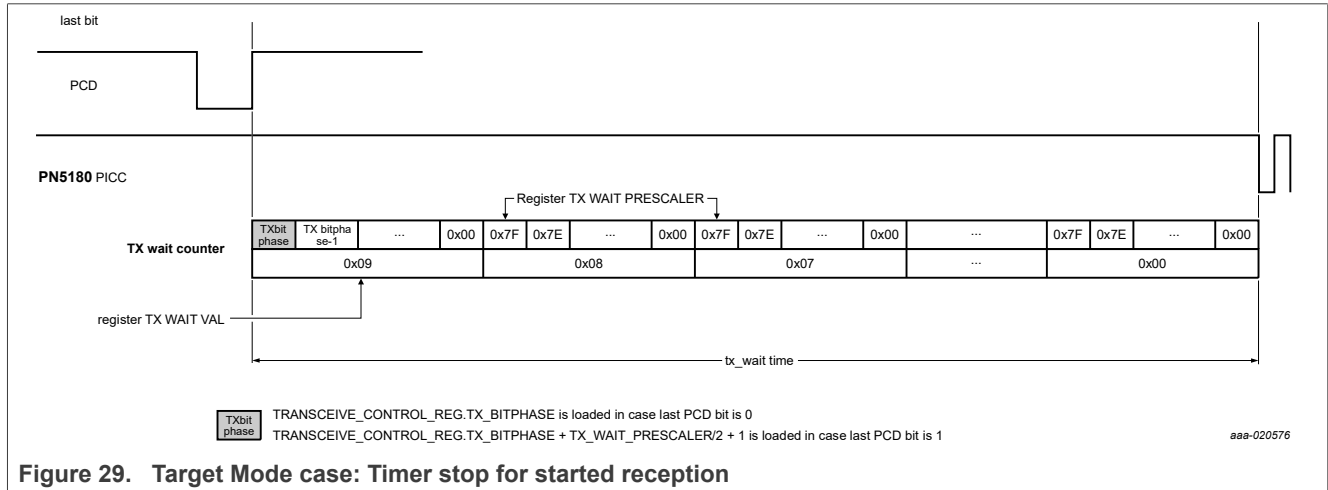 last bit
PCD
PN5180 PICC
Register TX WAIT PRESCALER
TX wait counter
TXbit phase TX bitpha se-1 ... 0x00 0x7F 0x7E ... 0x00 0x7F 0x7E ... 0x00 ... 0x7F 0x7E ... 0x00
0x09 0x08 0x07 ... 0x00
register TX WAIT VAL
tx_wait time
TXbit phase
TRANSCEIVE_CONTROL_REG.TX_BITPHASE is loaded in case last PCD bit is 0
TRANSCEIVE_CONTROL_REG.TX_BITPHASE + TX_WAIT_PRESCALER/2 + 1 is loaded in case last PCD bit is 1
aaa-020576
Figure 29. Target Mode case: Timer stop for started reception